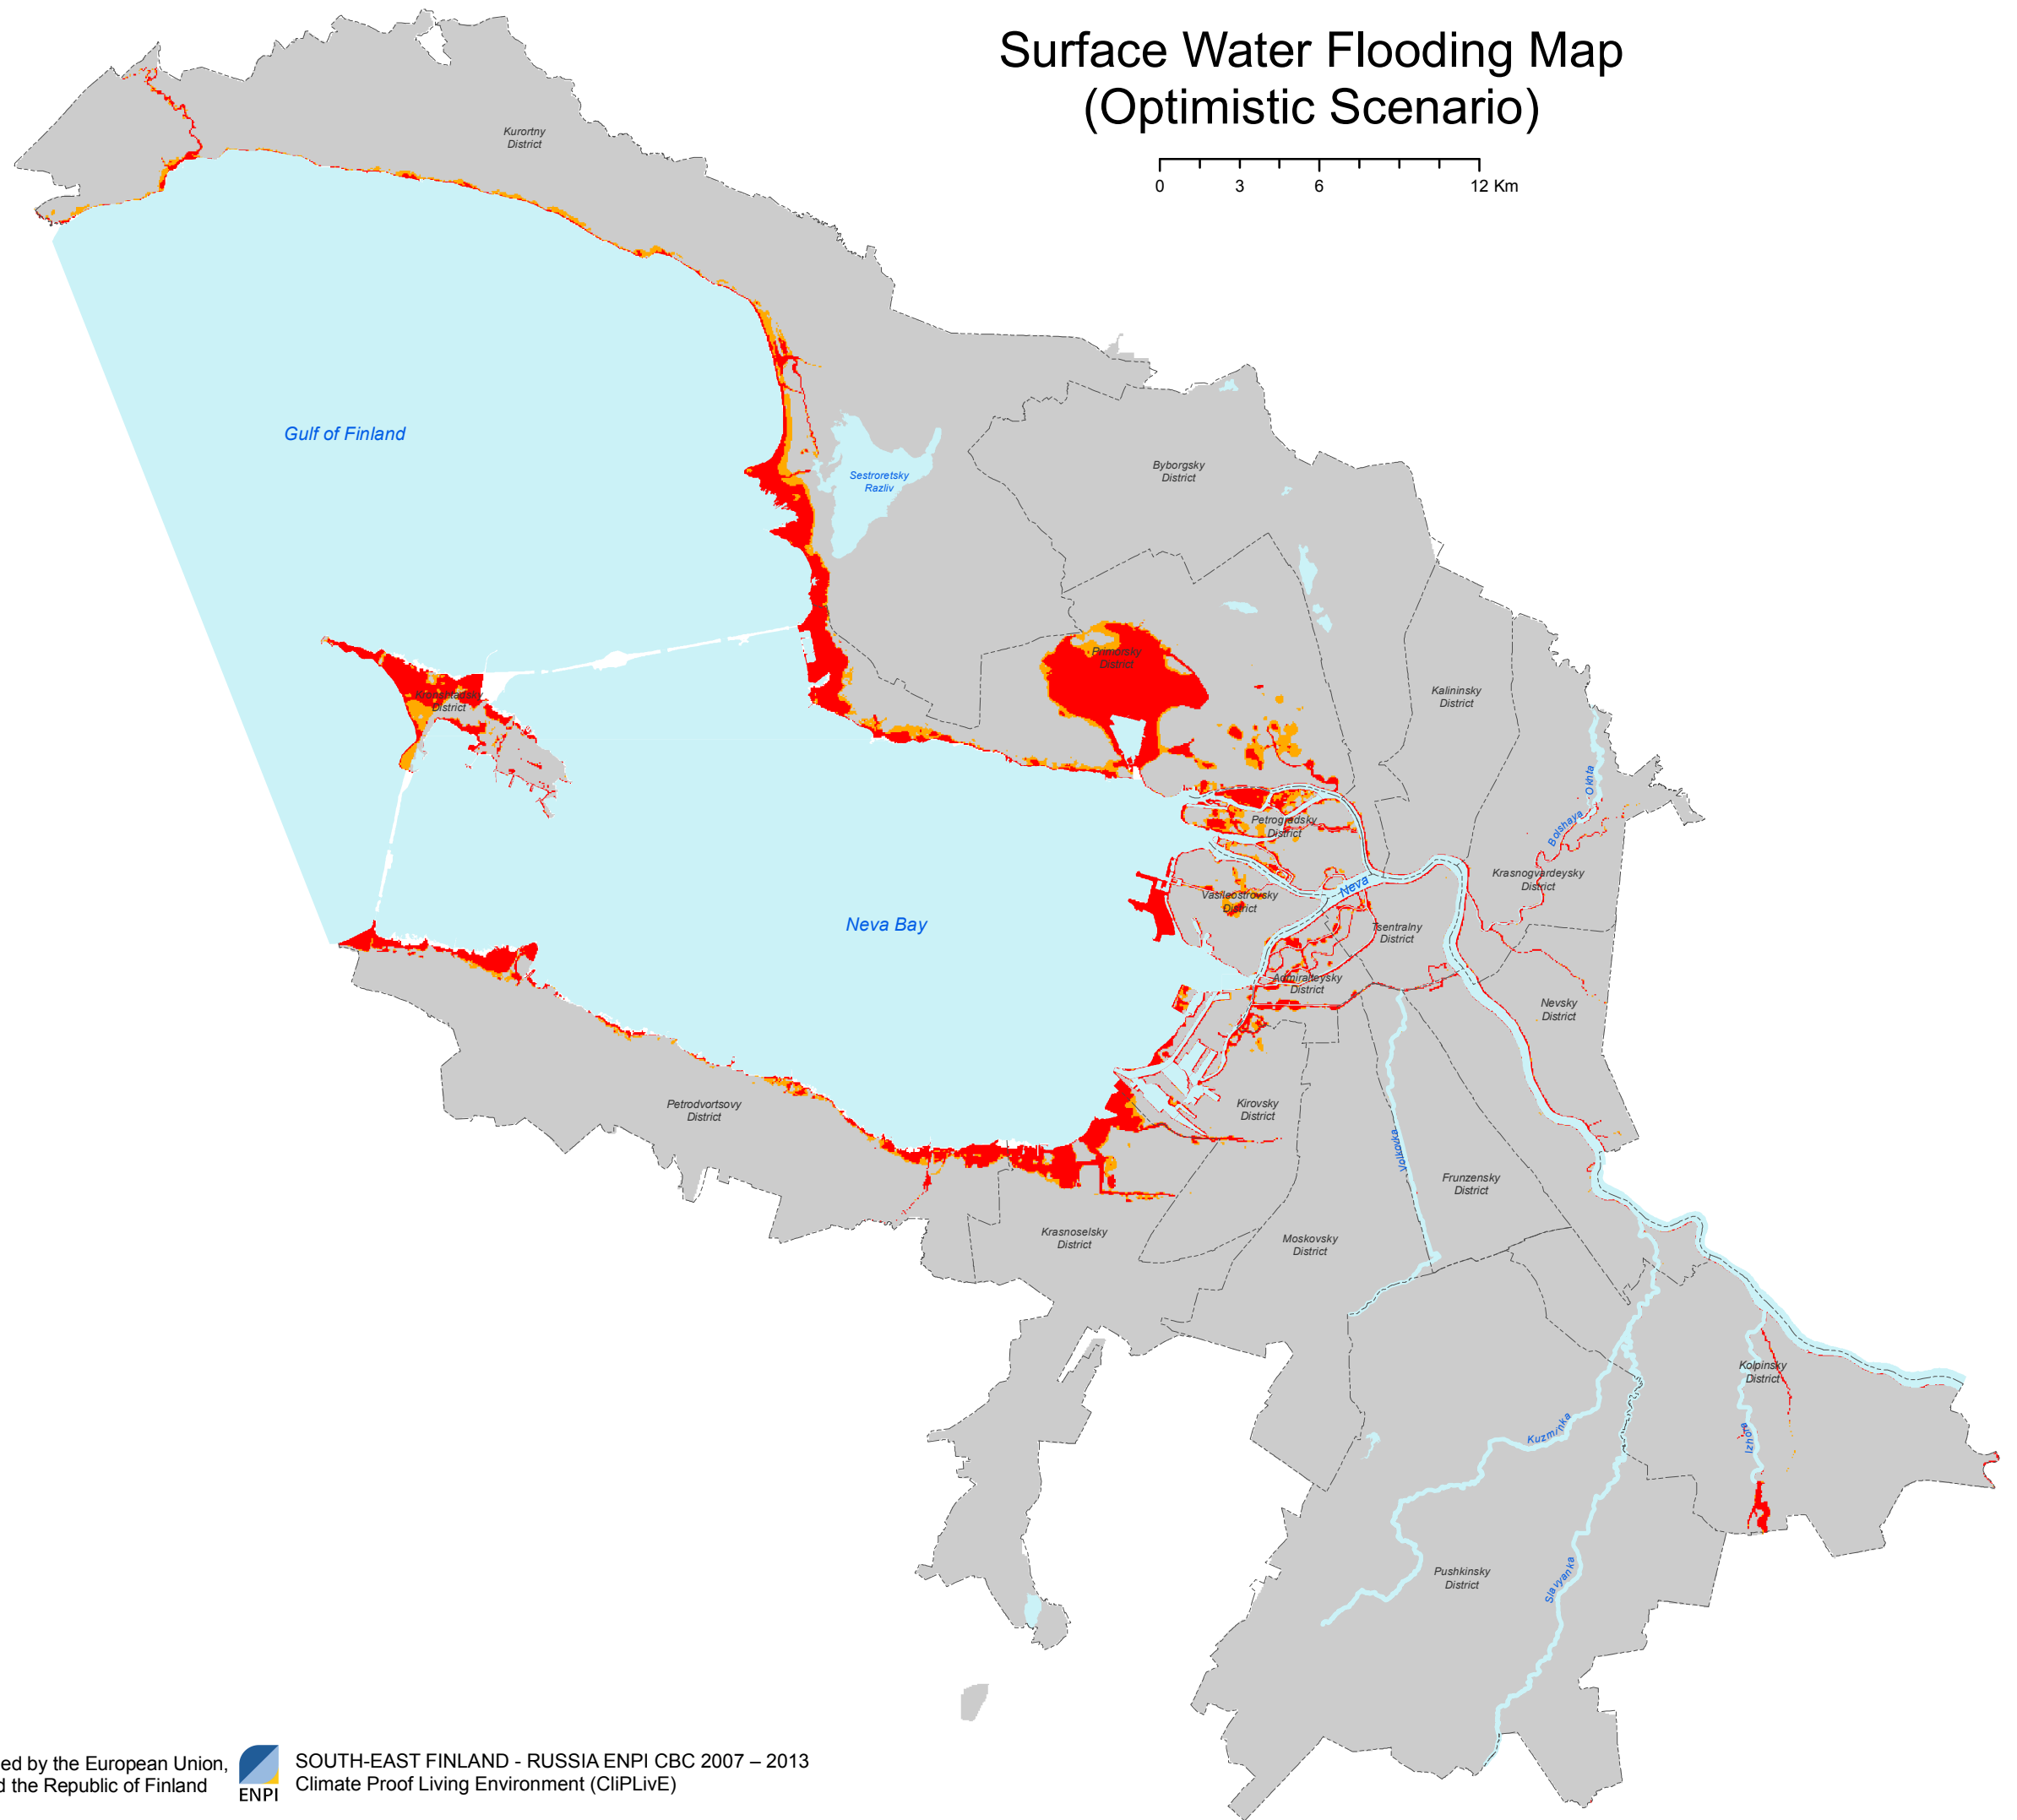 Surface Water Flooding Map
(Optimistic Scenario)
0 3 6 12 Km
Kurortny
District
Gulf of Finland
Sestroretsky
Razliv
Byborgsky
District
Primorsky
District
Kronshtadtsky
District
Kalininsky
District
Okhta
Bolshaya
Petrogradsky
District
Krasnogvardeysky
District
Neva
Vasileostrovsky
District
Neva Bay
Tsentralny
District
Admiralteysky
District
Nevsky
District
Petrodvortsovy
District
Kirovsky
District
Volkovka
Frunzensky
District
Krasnoselsky
District
Moskovsky
District
Kolpinsky
District
Kuzminka
Izhora
Slavyanka
Pushkinsky
District
ed by the European Union,
d the Republic of Finland
ENPI
SOUTH-EAST FINLAND - RUSSIA ENPI CBC 2007 – 2013
Climate Proof Living Environment (CliPLivE)